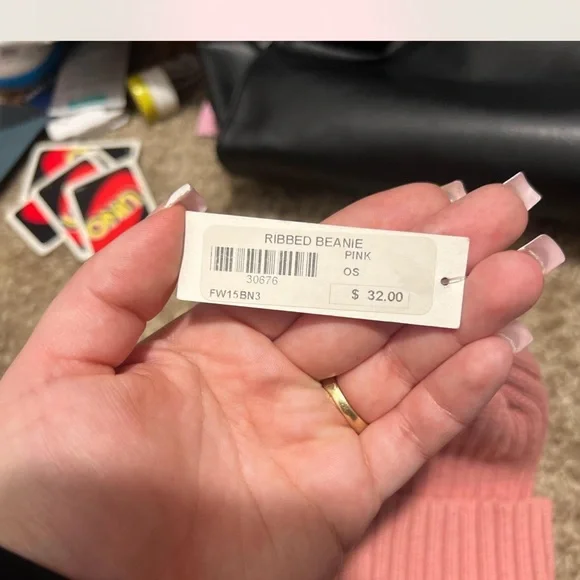 RIBBED BEANIE
PINK
30676
OS
FW15BN3
$ 32.00
UNO